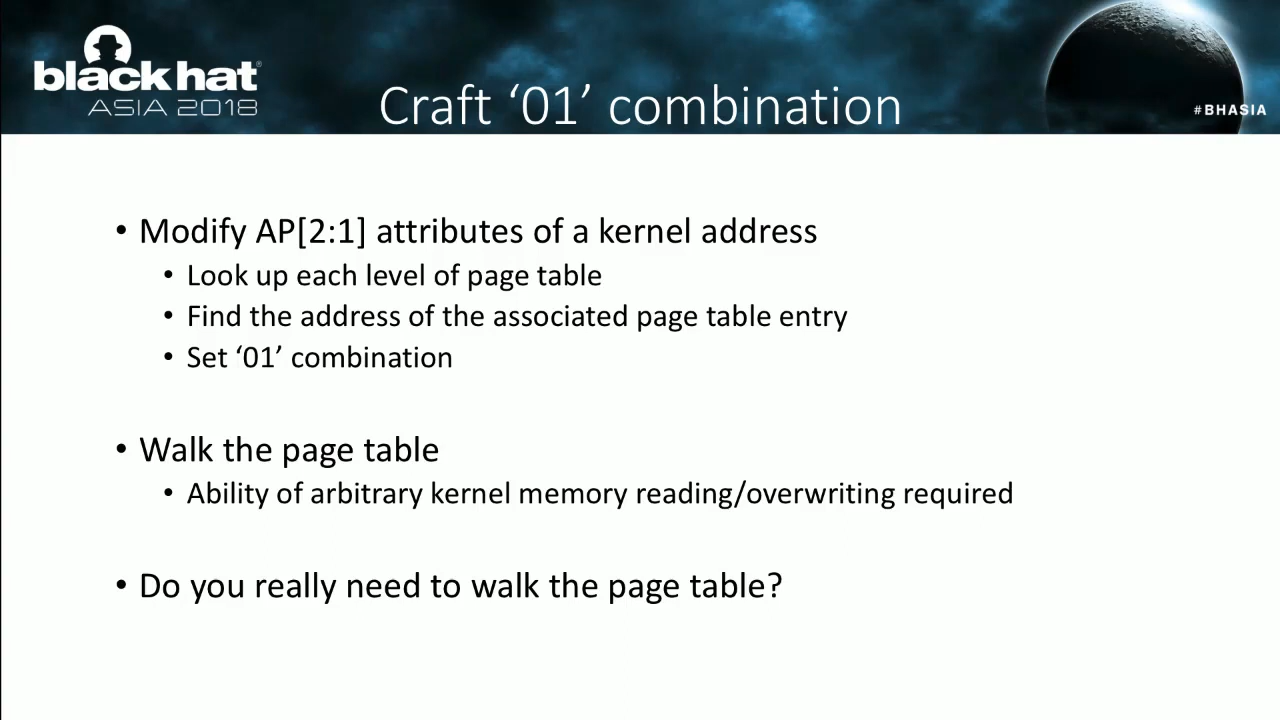 black hat®
ASIA 2018
Craft ‘01’ combination
#BHASIA
• Modify AP[2:1] attributes of a kernel address
• Look up each level of page table
• Find the address of the associated page table entry
• Set ‘01’ combination
• Walk the page table
• Ability of arbitrary kernel memory reading/overwriting required
• Do you really need to walk the page table?